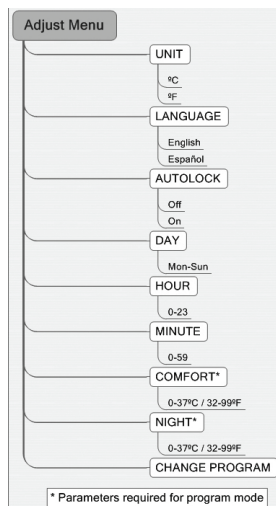 Adjust Menu
UNIT
ºC
ºF
LANGUAGE
English
Español
AUTOLOCK
Off
On
DAY
Mon-Sun
HOUR
0-23
MINUTE
0-59
COMFORT*
0-37ºC / 32-99ºF
NIGHT*
0-37ºC / 32-99ºF
CHANGE PROGRAM
* Parameters required for program mode